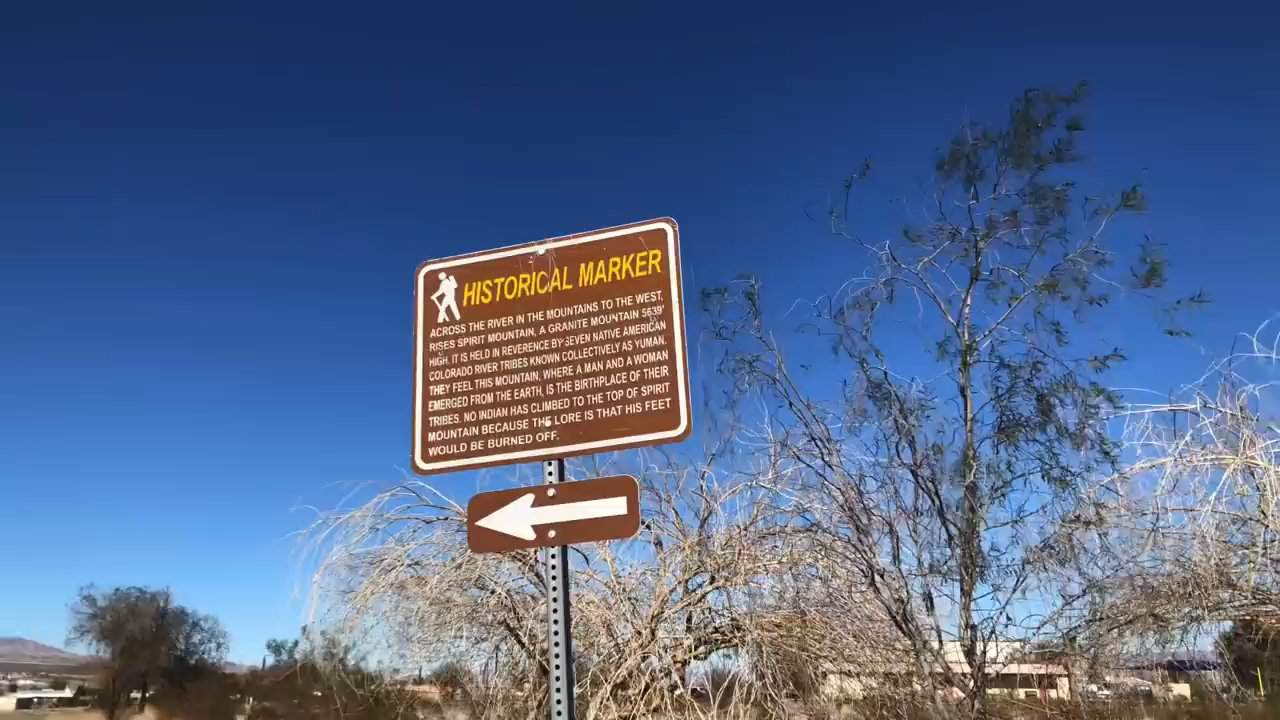 HISTORICAL MARKER
ACROSS THE RIVER IN THE MOUNTAINS TO THE WEST,
RISES SPIRIT MOUNTAIN, A GRANITE MOUNTAIN 5639'
HIGH. IT IS HELD IN REVERENCE BY SEVEN NATIVE AMERICAN
COLORADO RIVER TRIBES KNOWN COLLECTIVELY AS YUMAN.
THEY FEEL THIS MOUNTAIN, WHERE A MAN AND A WOMAN
EMERGED FROM THE EARTH, IS THE BIRTHPLACE OF THEIR
TRIBES. NO INDIAN HAS CLIMBED TO THE TOP OF SPIRIT
MOUNTAIN BECAUSE THE LORE IS THAT HIS FEET
WOULD BE BURNED OFF.